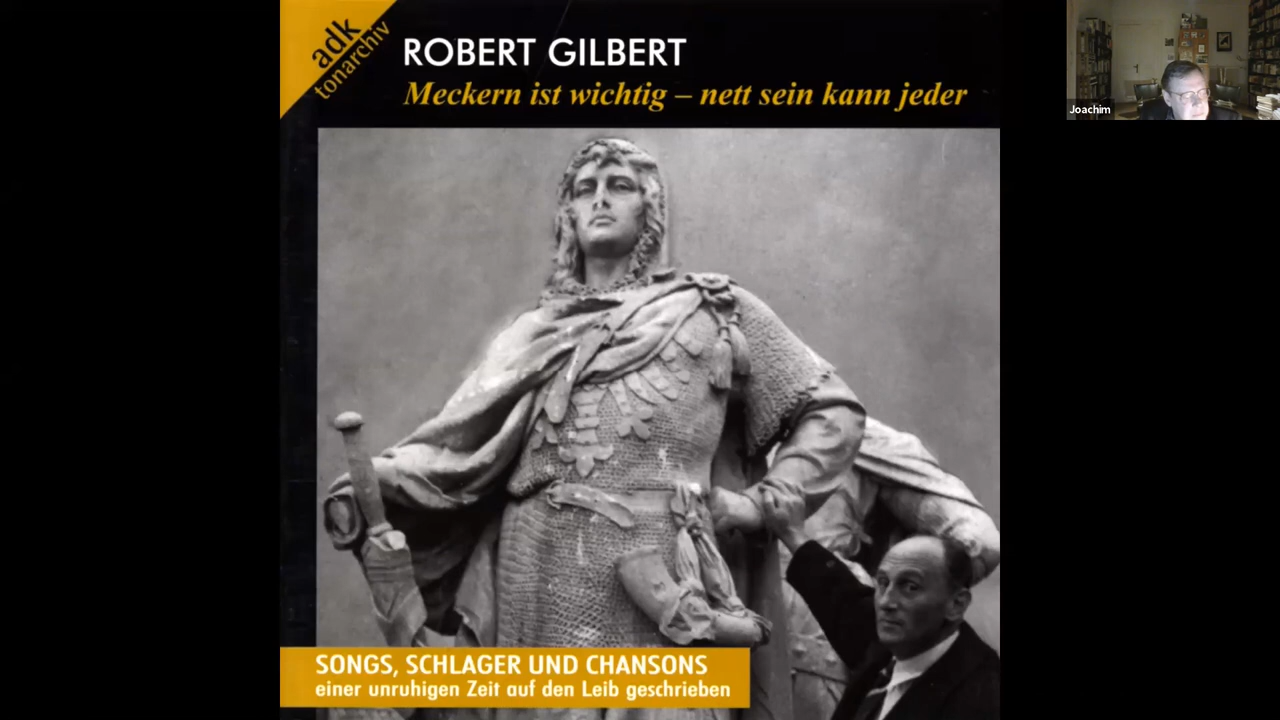 adk
tonarchiv
ROBERT GILBERT
Meckern ist wichtig – nett sein kann jeder
Joachim
SONGS, SCHLAGER UND CHANSONS
einer unruhigen Zeit auf den Leib geschrieben